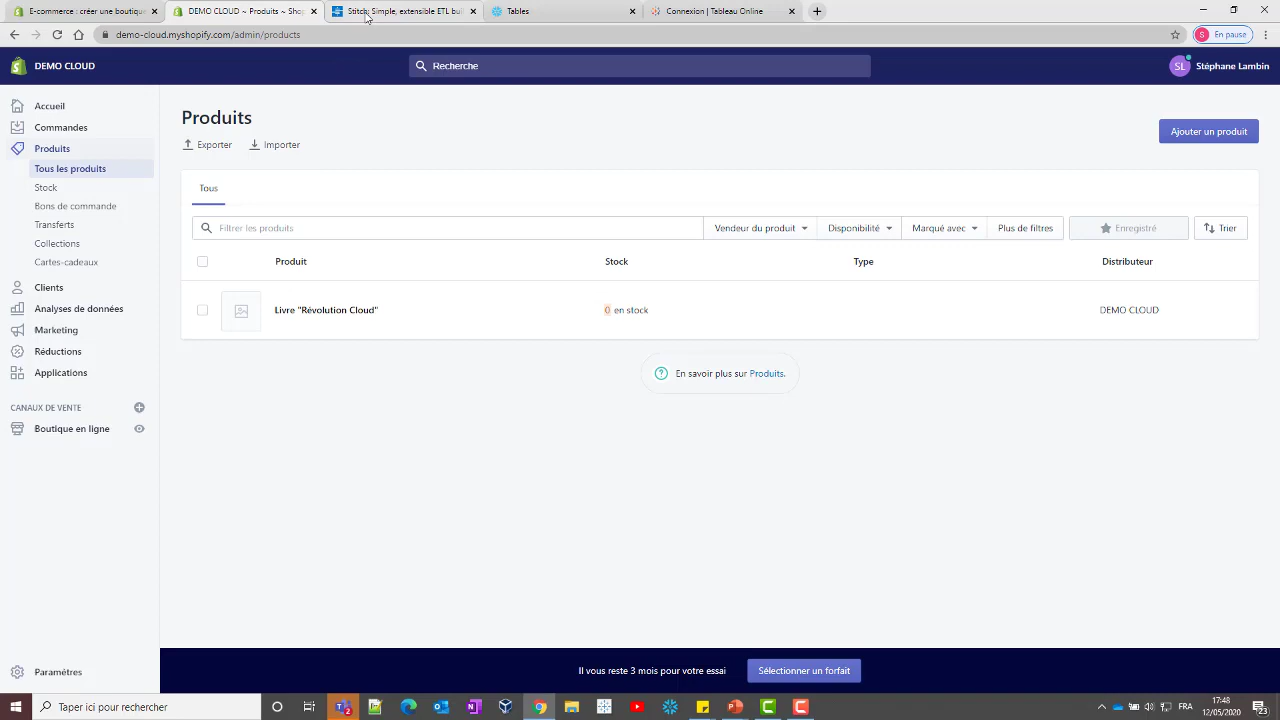 E-commerce : créer une boutiqu
DEMO CLOUD ~ Produits ~ Shop
Stitch: Simple, extensible ETL bui
Tables
Connexion | Tableau Online
demo-cloud.myshopify.com/admin/products
S
En pause
DEMO CLOUD
Recherche
SL
Stéphane Lambin
Accueil
Commandes
Produits
Tous les produits
Stock
Bons de commande
Transferts
Collections
Cartes-cadeaux
Clients
Analyses de données
Marketing
Réductions
Applications
CANAUX DE VENTE
Boutique en ligne
Paramètres
Produits
Exporter
Importer
Ajouter un produit
Tous
Filtrer les produits
Vendeur du produit
Disponibilité
Marqué avec
Plus de filtres
Enregistré
Trier
Produit
Stock
Type
Distributeur
Livre "Révolution Cloud"
0 en stock
DEMO CLOUD
En savoir plus sur Produits.
Il vous reste 3 mois pour votre essai
Sélectionner un forfait
Taper ici pour rechercher
FRA
17:48
12/05/2020